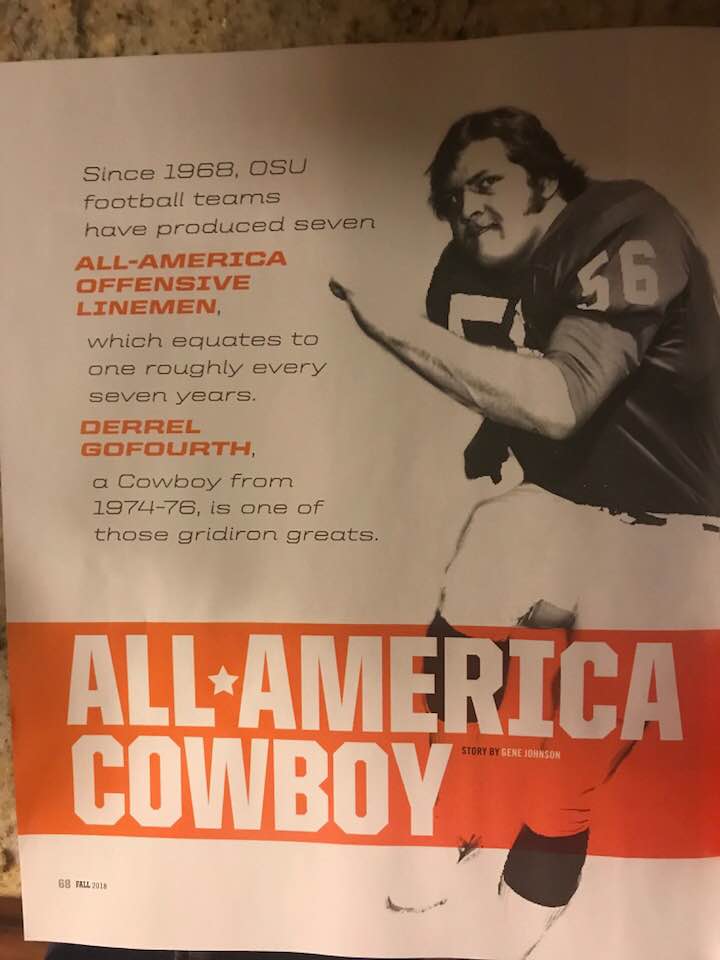 Since 1968, OSU
football teams
have produced seven
ALL-AMERICA
OFFENSIVE
LINEMEN,
which equates to
one roughly every
seven years.
DERREL
GOFOURTH,
a Cowboy from
1974-76, is one of
those gridiron greats.
56
ALL★AMERICA
COWBOY
STORY BY GENE JOHNSON
68 FALL 2018